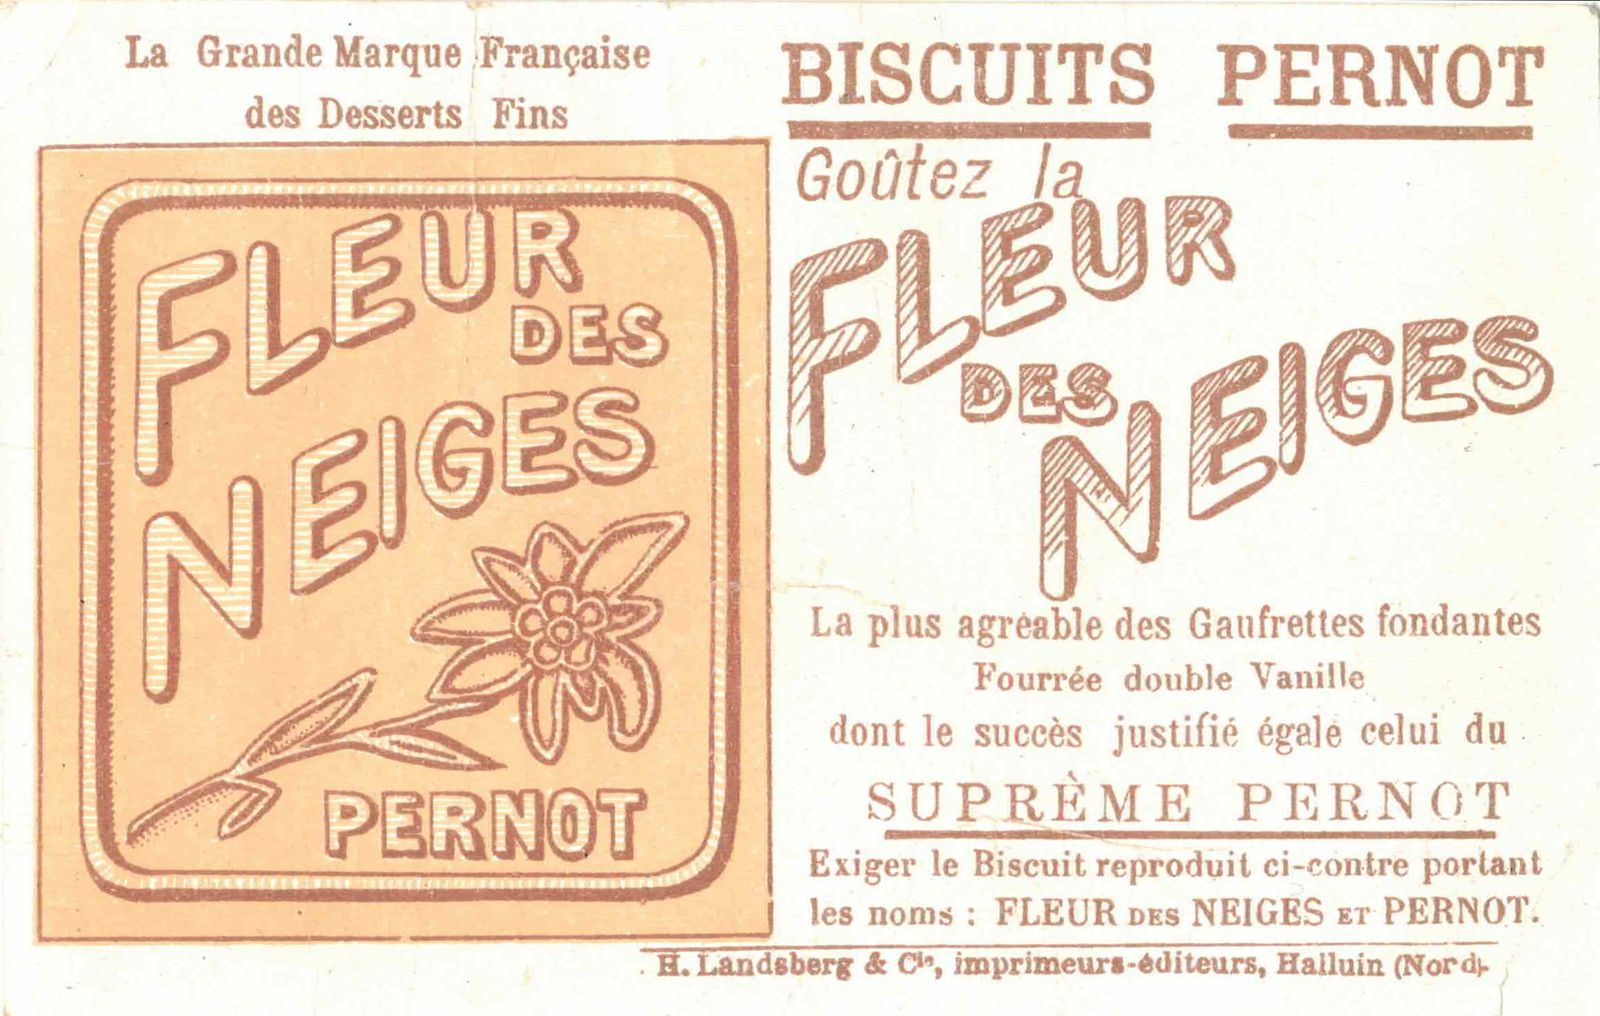 La Grande Marque Française
des Desserts Fins
FLEUR
DES
NEIGES
PERNOT
BISCUITS PERNOT
Goûtez la
FLEUR
DES
NEIGES
La plus agréable des Gaufrettes fondantes
Fourrée double Vanille
dont le succès justifié égale celui du
SUPRÊME PERNOT
Exiger le Biscuit reproduit ci-contre portant
les noms : FLEUR DES NEIGES ET PERNOT.
H. Landsberg & Cie, imprimeurs-éditeurs, Halluin (Nord).